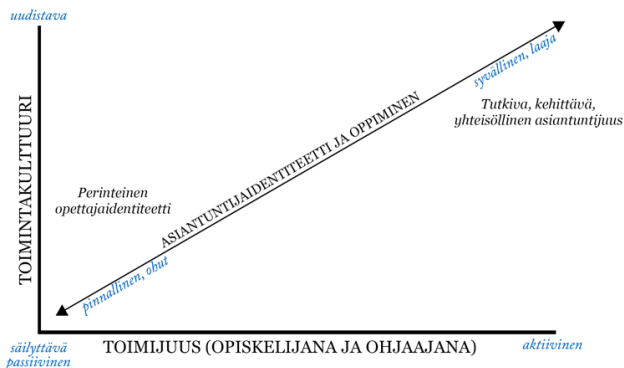 uudistava
TOIMINTAKULTTUURI
syvällinen, laaja
Tutkiva, kehittävä,
yhteisöllinen asiantuntijuus
ASIANTUNTIJAIDENTITEETTI JA OPPIMINEN
Perinteinen
opettajaidentiteetti
pinnallinen, ohut
säilyttävä
passiivinen
TOIMIJUUS (OPISKELIJANA JA OHJAAJANA)
aktiivinen